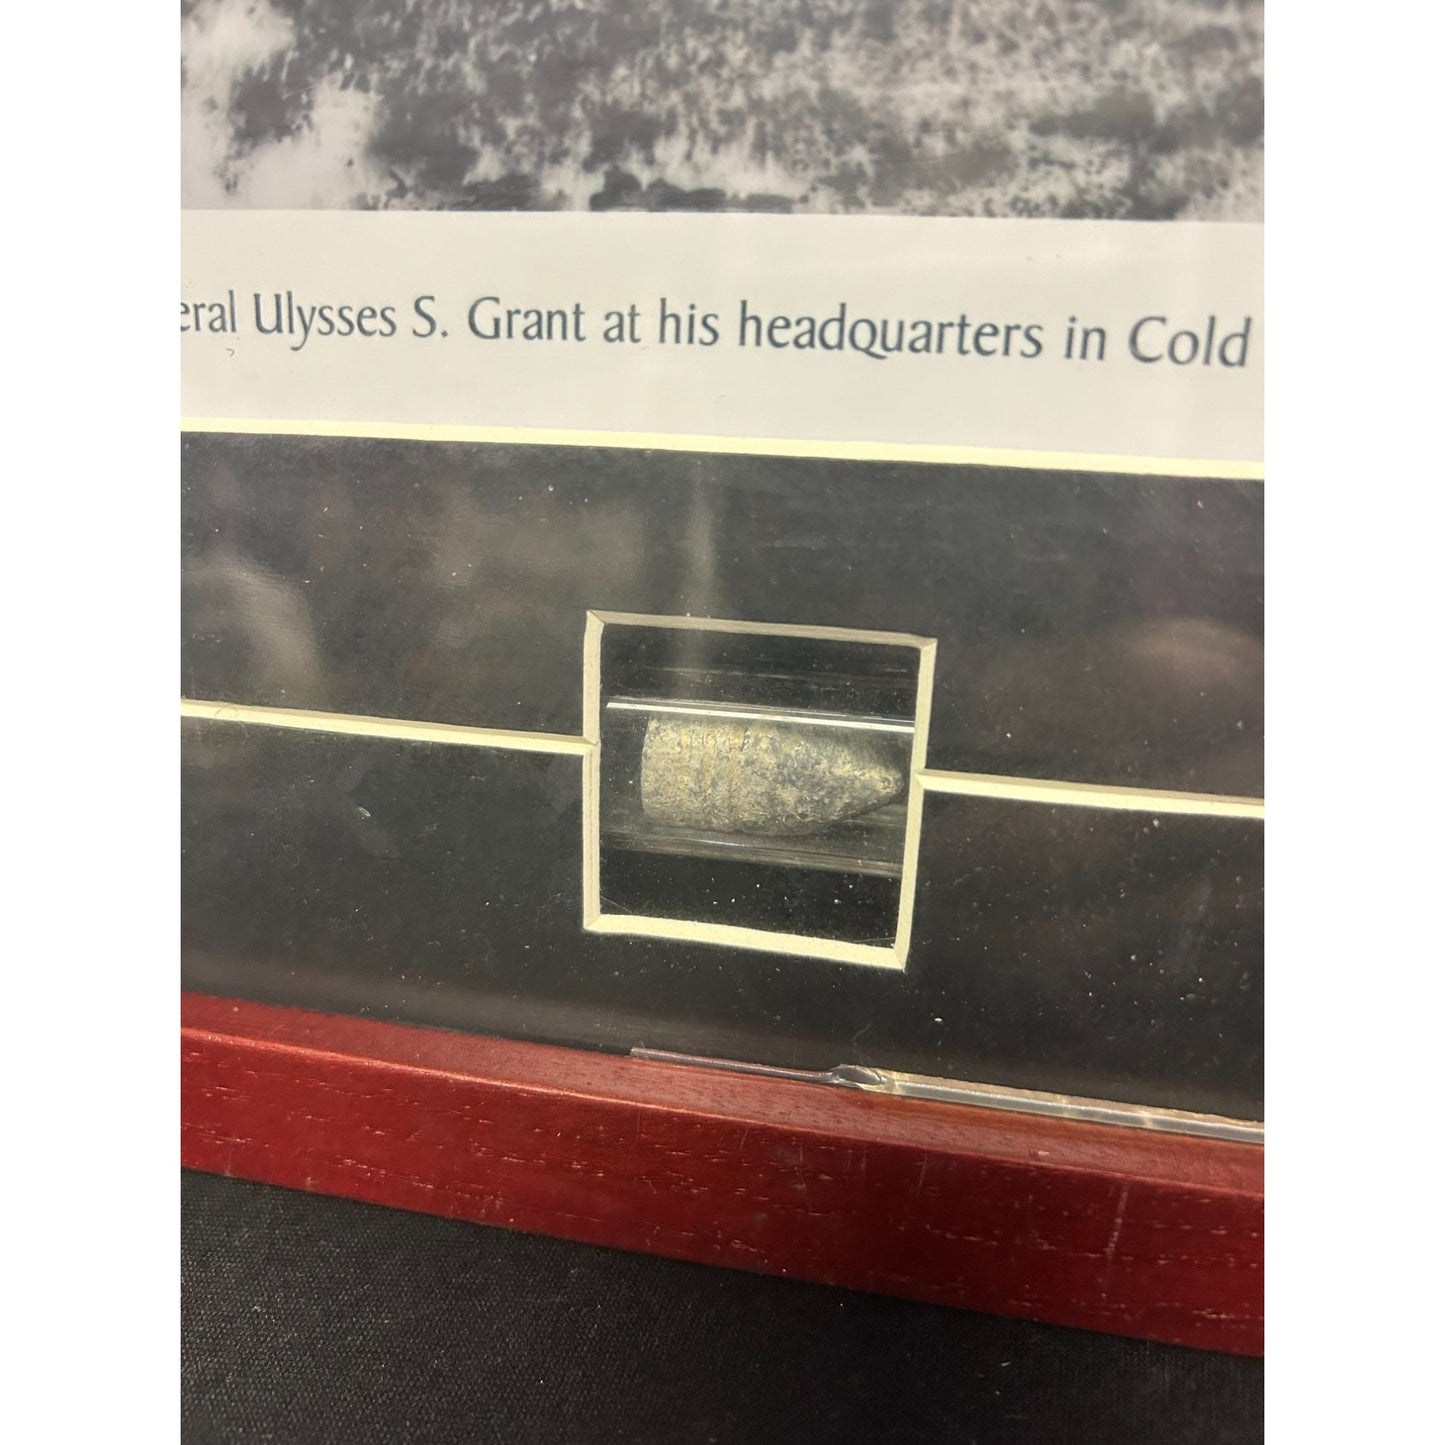 eral Ulysses S. Grant at his headquarters in Cold